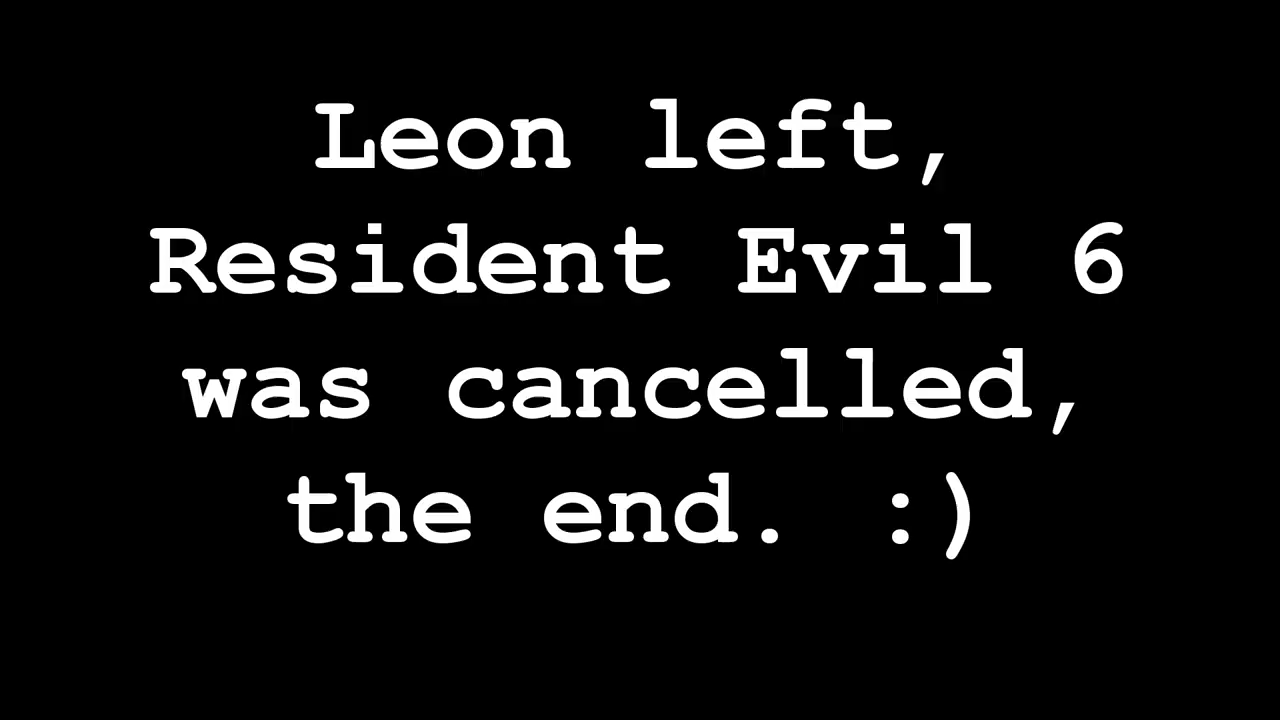 Leon left,
Resident Evil 6
was cancelled,
the end. :)